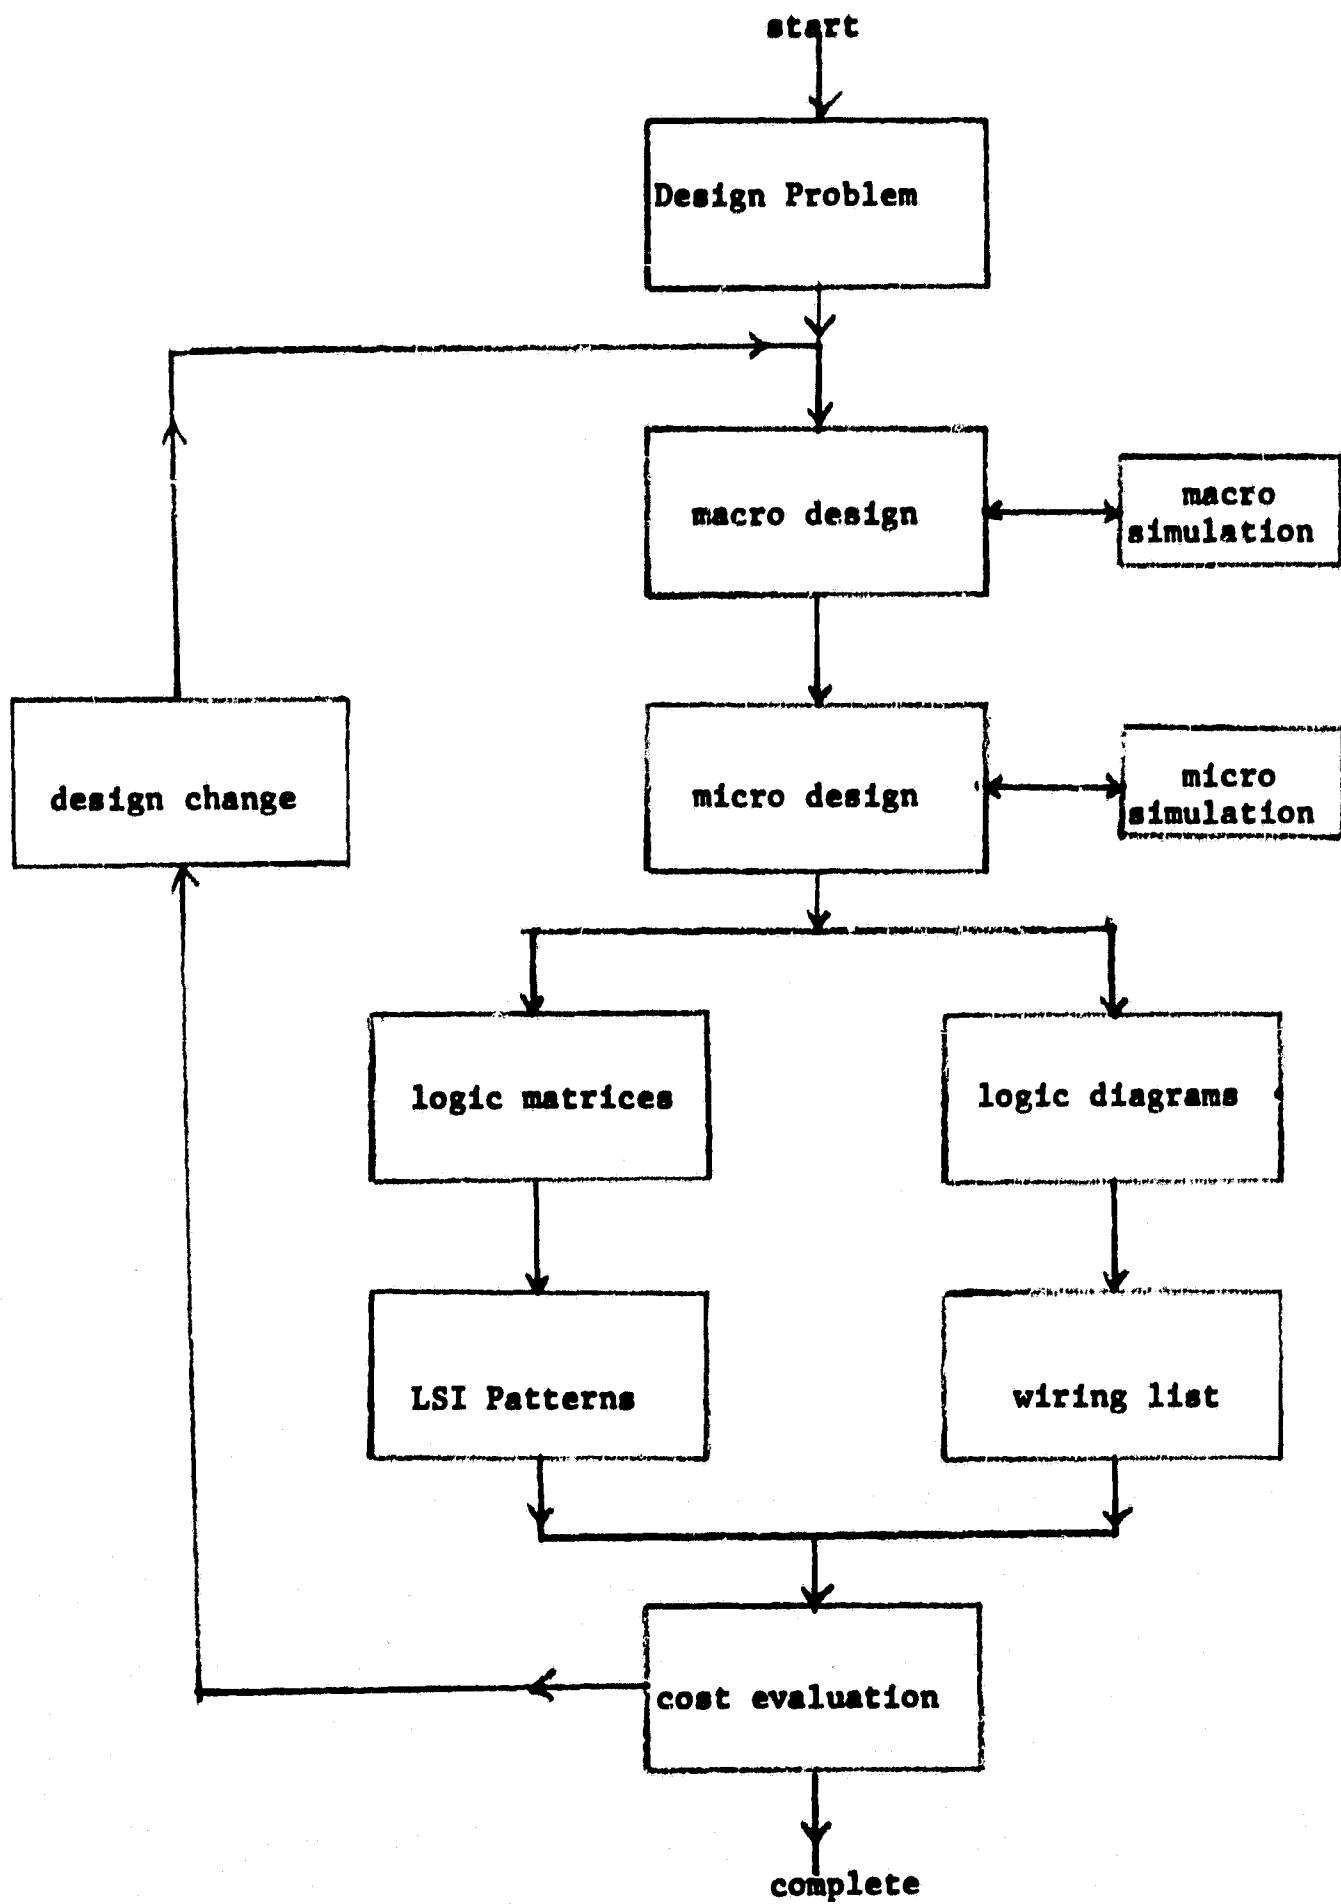 start
Design Problem
macro design
macro
simulation
design change
micro design
micro
simulation
logic matrices
logic diagrams
LSI Patterns
wiring list
cost evaluation
complete